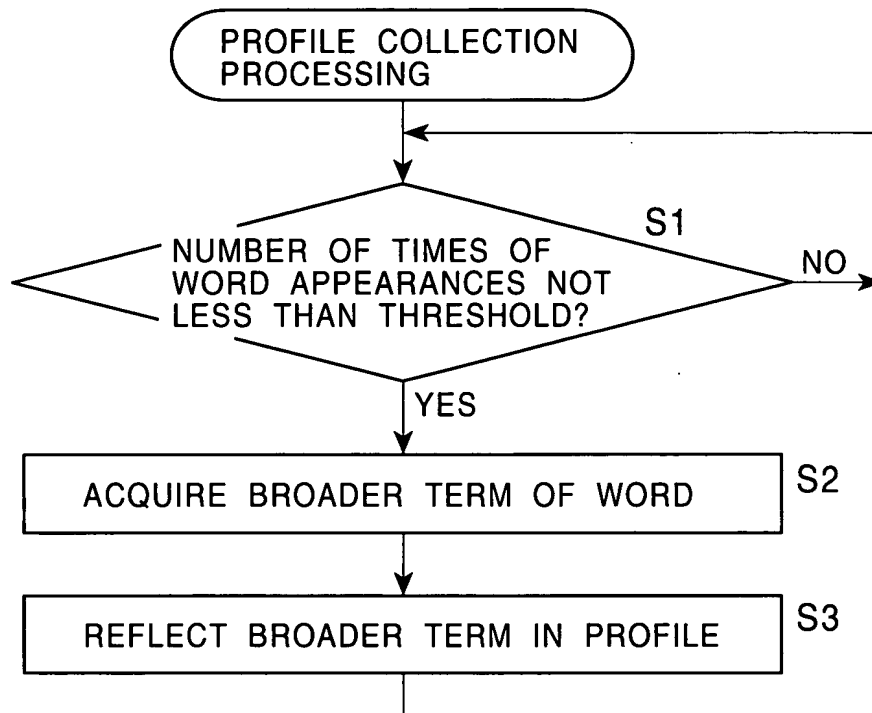 PROFILE COLLECTION
PROCESSING
S1
NUMBER OF TIMES OF
WORD APPEARANCES NOT
LESS THAN THRESHOLD?
NO
YES
ACQUIRE BROADER TERM OF WORD
S2
REFLECT BROADER TERM IN PROFILE
S3